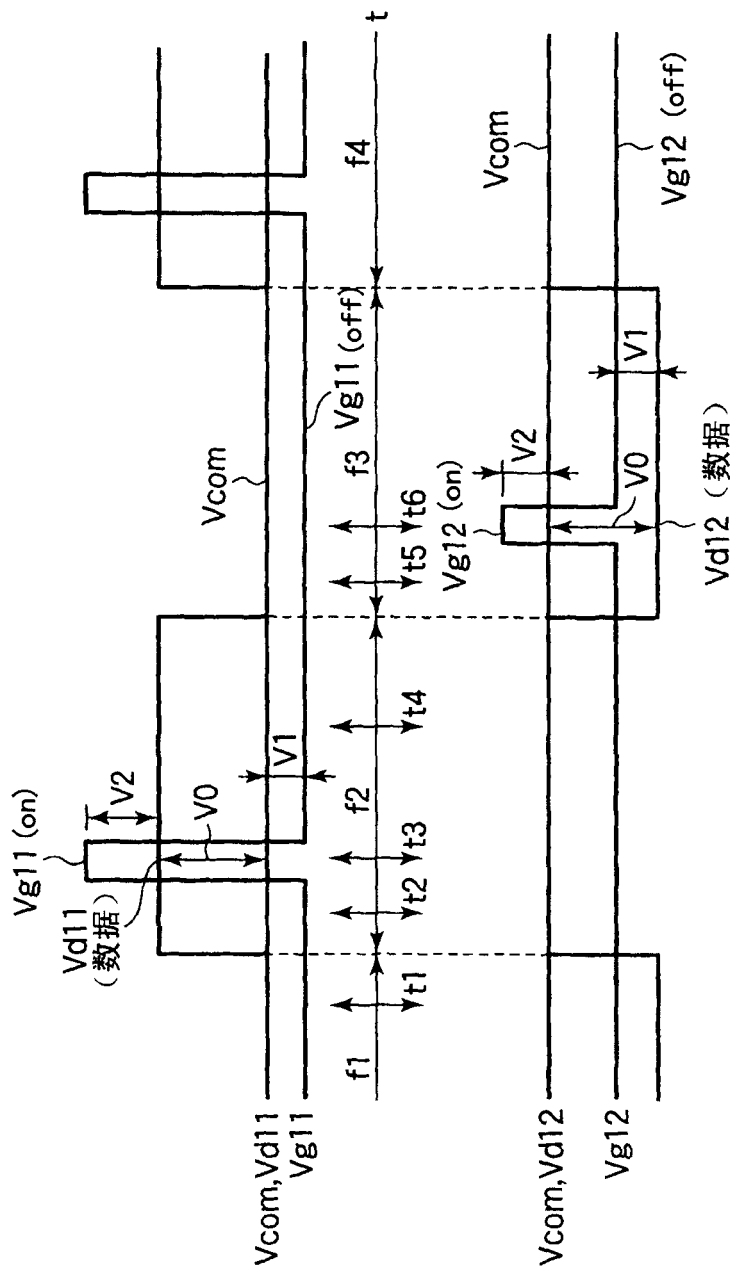 Vg11 (on)
V2
Vd11
(数据)
V0
V1
Vcom
Vcom,Vd11
Vg11
Vg11 (off)
f1
f2
f3
f4
t
t1
t2
t3
t4
t5
t6
Vg12 (on)
V2
Vcom
Vcom,Vd12
Vg12
V0
V1
Vg12 (off)
Vd12 (数据)